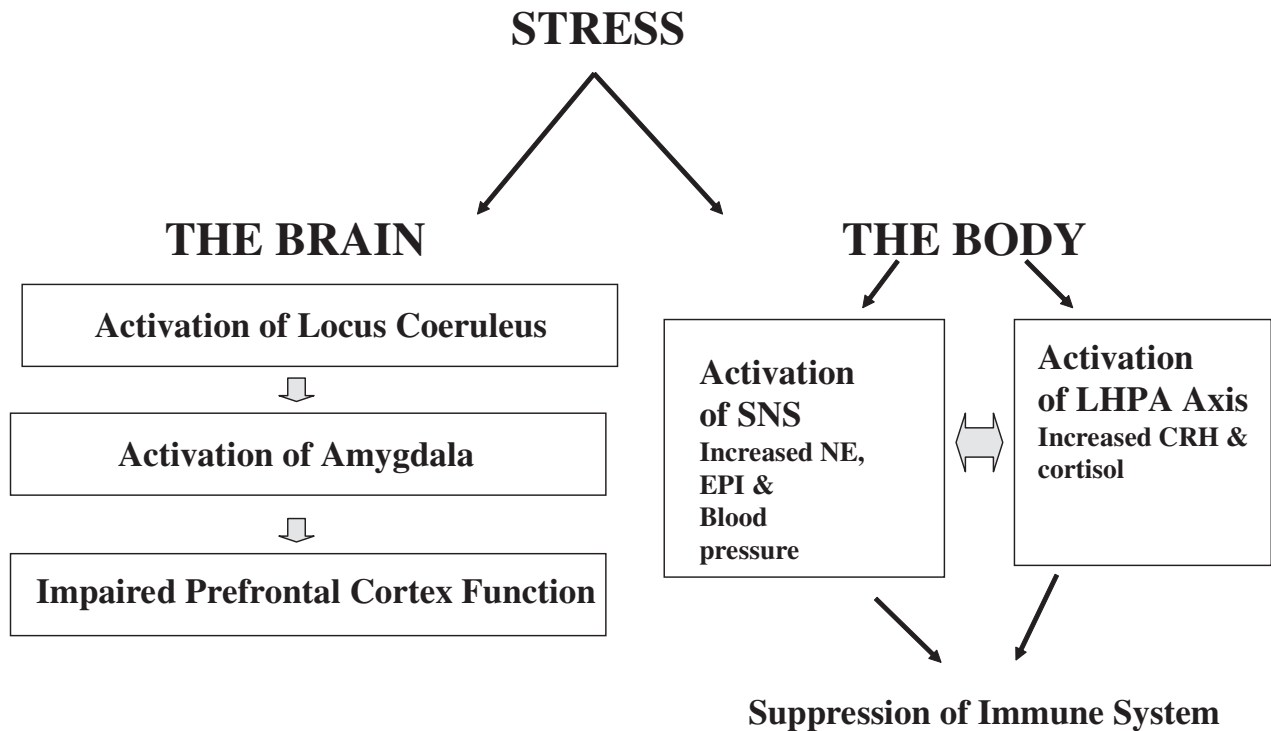 STRESS
THE BRAIN
Activation of Locus Coeruleus
Activation of Amygdala
Impaired Prefrontal Cortex Function
THE BODY
Activation
of SNS
Increased NE,
EPI &
Blood
pressure
Activation
of LHPA Axis
Increased CRH &
cortisol
Suppression of Immune System